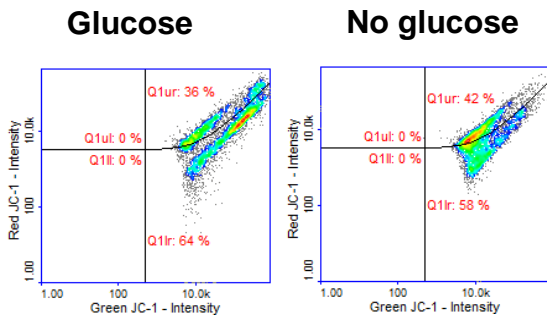 Glucose
No glucose
Q1ur: 36 %
Q1ul: 0 %
Q1ll: 0 %
Q1lr: 64 %
Red JC-1 - Intensity
10.0k
100
1.00
1.00 100 10.0k
Green JC-1 - Intensity
Q1ur: 42 %
Q1ul: 0 %
Q1ll: 0 %
Q1lr: 58 %
Red JC-1 - Intensity
10.0k
100
1.00
1.00 100 10.0k
Green JC-1 - Intensity